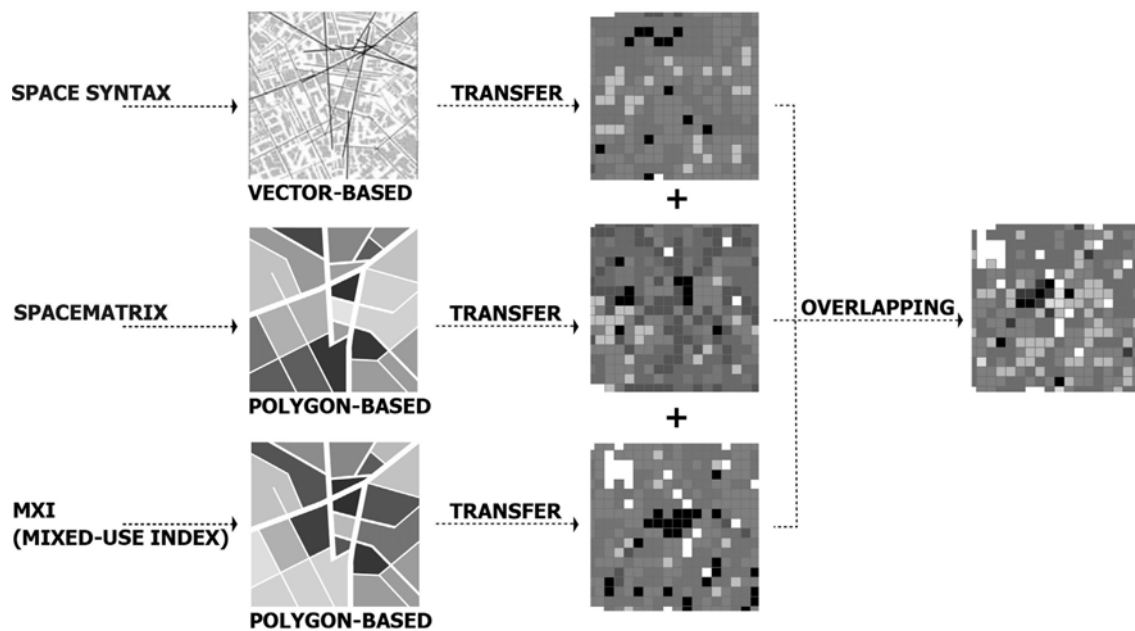 SPACE SYNTAX
TRANSFER
VECTOR-BASED
+
SPACEMATRIX
TRANSFER
OVERLAPPING
POLYGON-BASED
+
MXI
(MIXED-USE INDEX)
TRANSFER
POLYGON-BASED